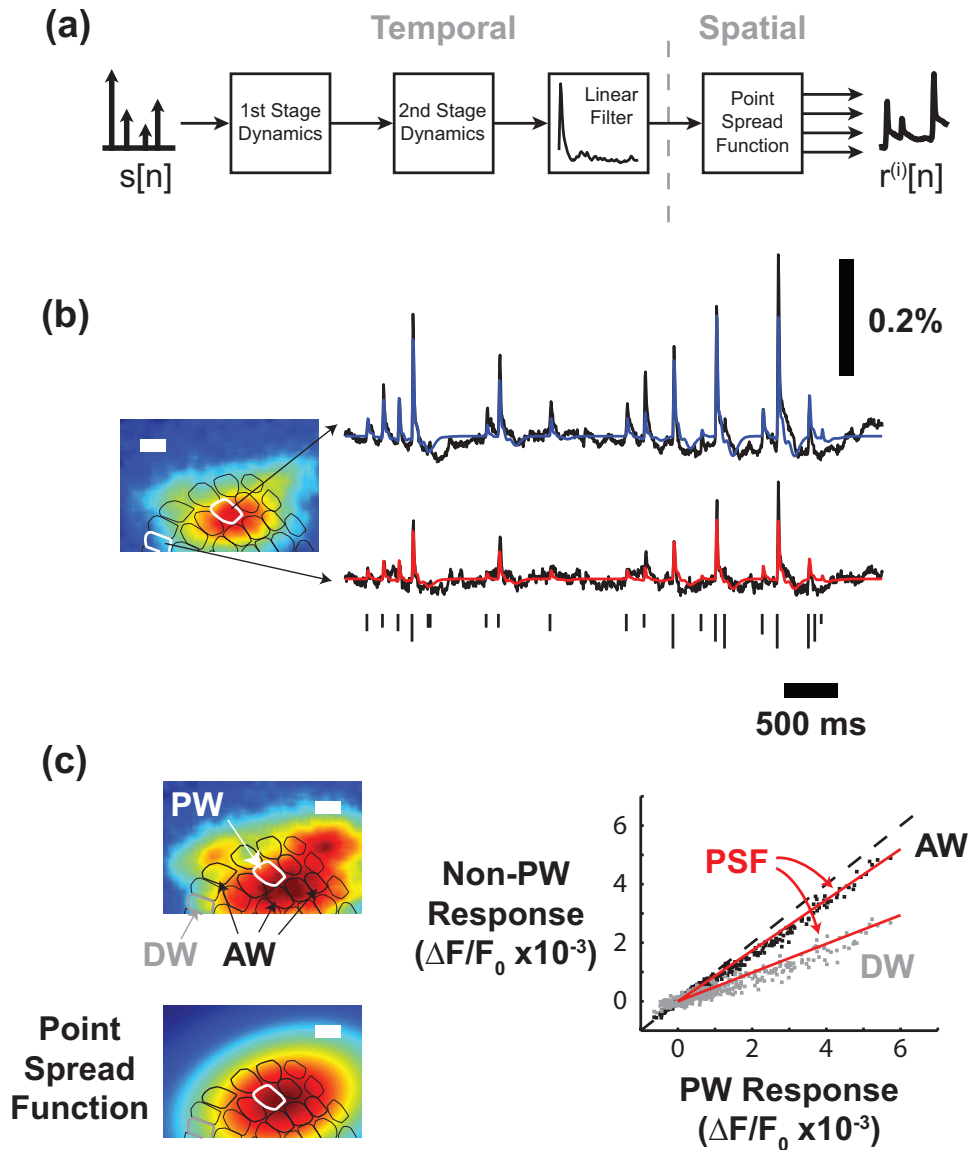 (a)
Temporal
Spatial
s[n]
1st Stage
Dynamics
2nd Stage
Dynamics
Linear
Filter
Point
Spread
Function
r(i)[n]
(b)
0.2%
500 ms
(c)
PW
DW
AW
Point
Spread
Function
Non-PW
Response
(ΔF/F0 x10-3)
6
4
2
0
PSF
AW
DW
0
2
4
6
PW Response
(ΔF/F0 x10-3)